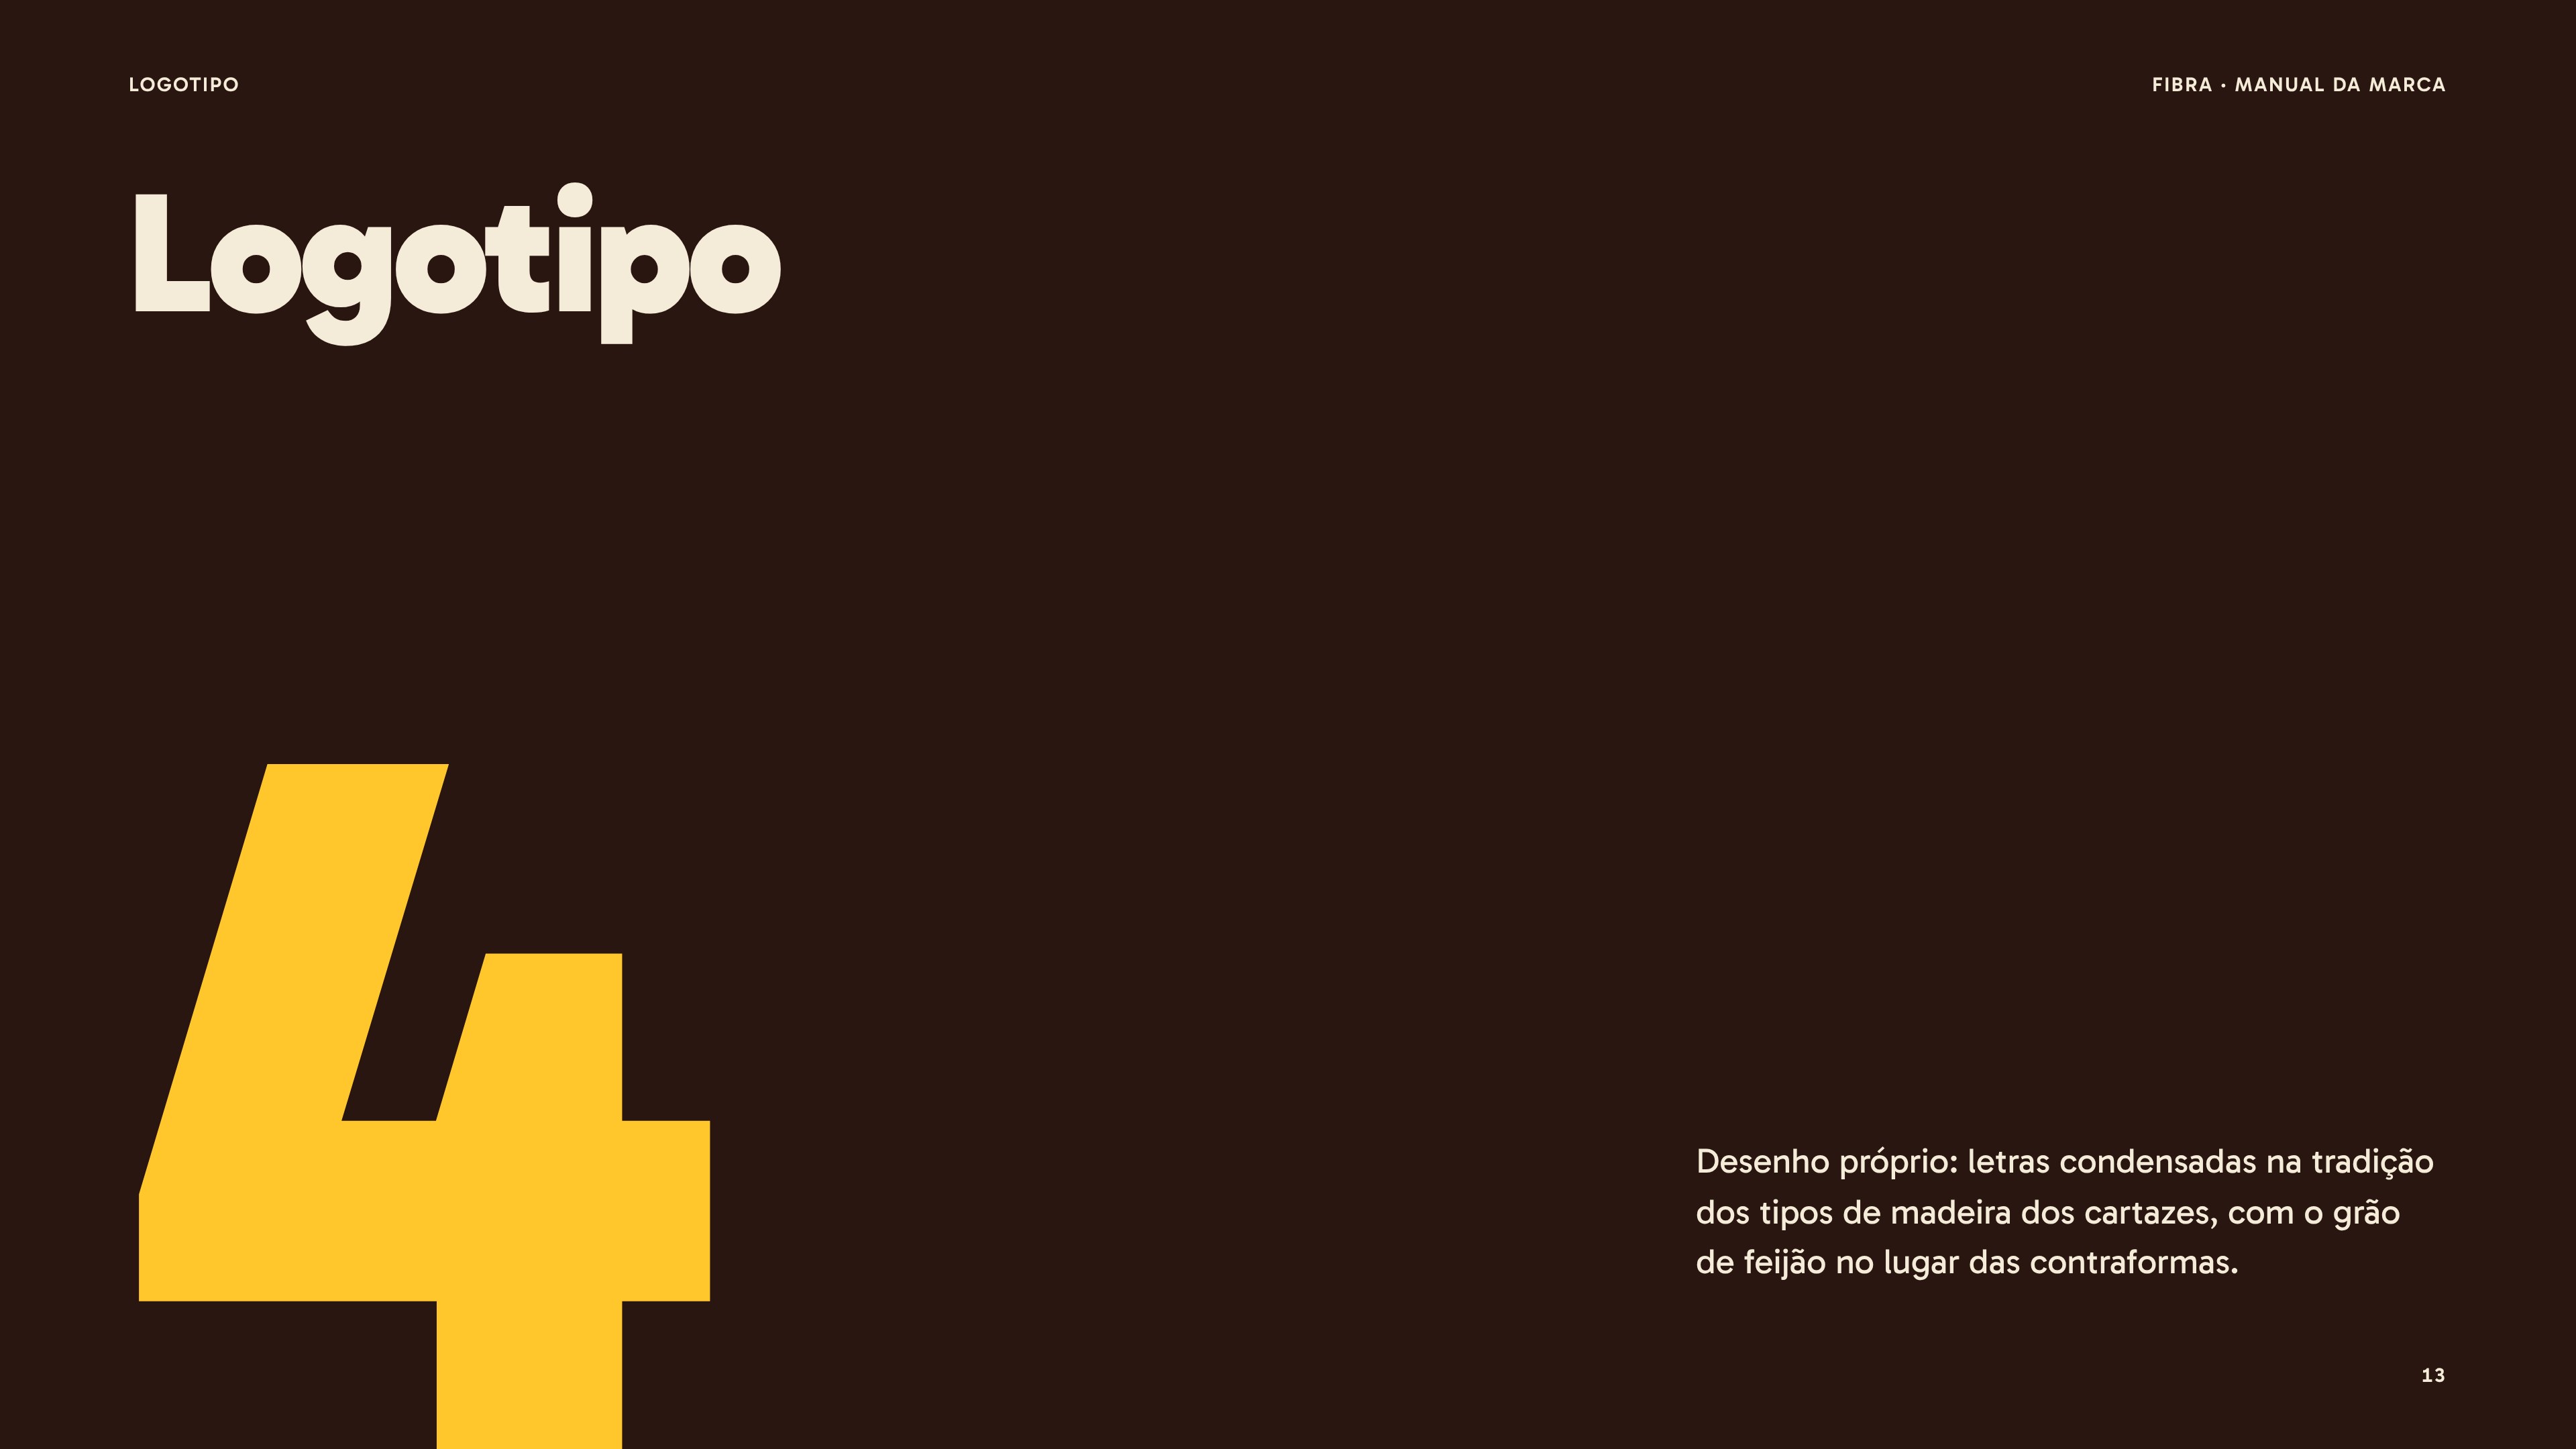 LOGOTIPO
FIBRA · MANUAL DA MARCA
Logotipo
4
Desenho próprio: letras condensadas na tradição
dos tipos de madeira dos cartazes, com o grão
de feijão no lugar das contraformas.
13